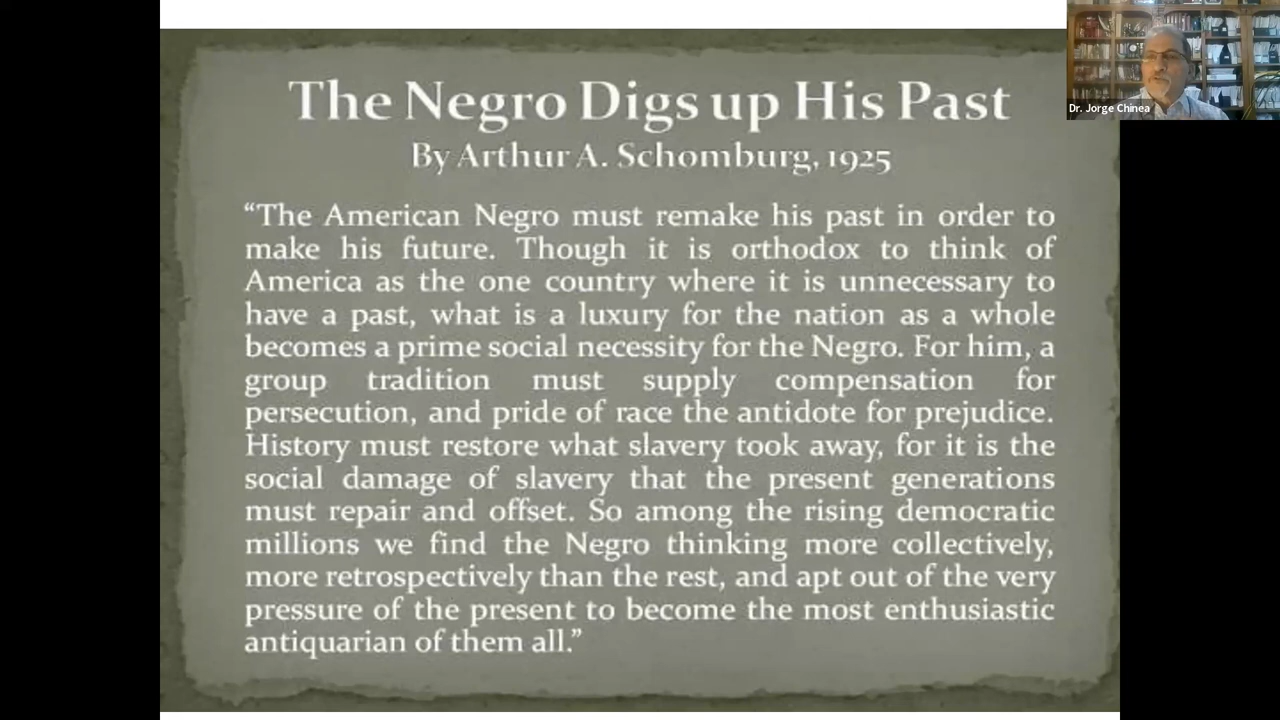 The Negro Digs up His Past
By Arthur A. Schomburg, 1925
“The American Negro must remake his past in order to
make his future. Though it is orthodox to think of
America as the one country where it is unnecessary to
have a past, what is a luxury for the nation as a whole
becomes a prime social necessity for the Negro. For him, a
group tradition must supply compensation for
persecution, and pride of race the antidote for prejudice.
History must restore what slavery took away, for it is the
social damage of slavery that the present generations
must repair and offset. So among the rising democratic
millions we find the Negro thinking more collectively,
more retrospectively than the rest, and apt out of the very
pressure of the present to become the most enthusiastic
antiquarian of them all.”
Dr. Jorge Chinea